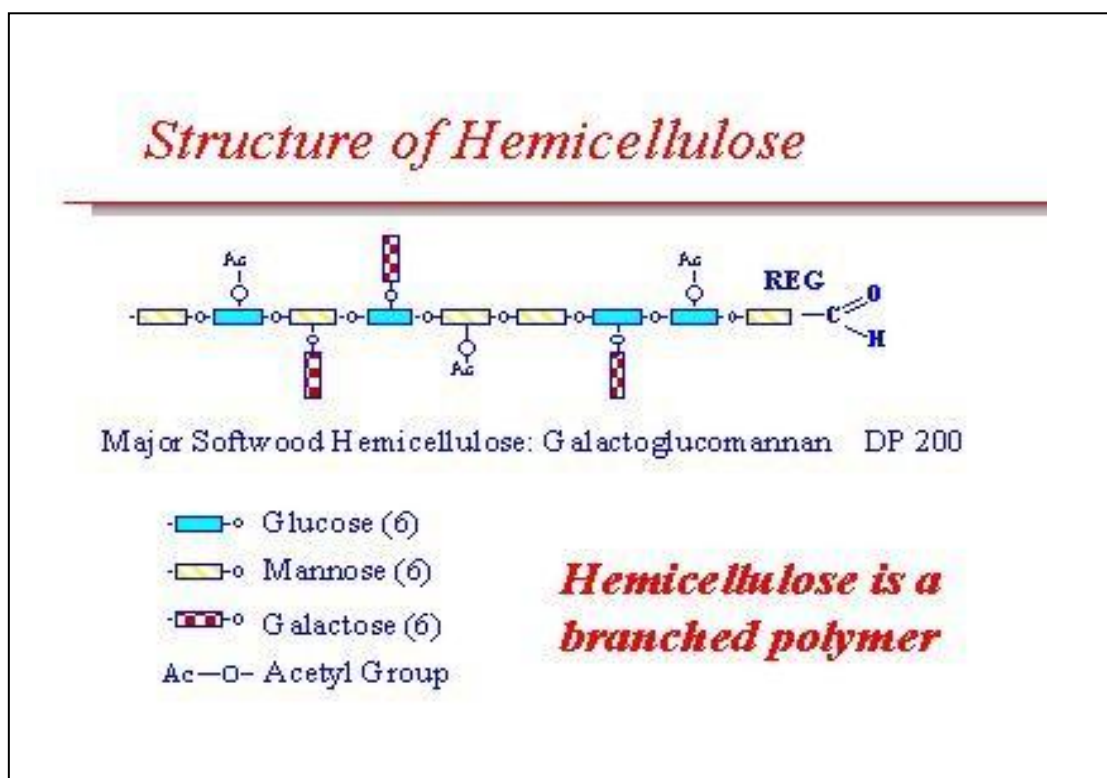 Structure of Hemicellulose
Ac
Ac
REG
C
O
H
Ac
Major Softwood Hemicellulose: Galactoglucomannan DP 200
Glucose (6)
Mannose (6)
Galactose (6)
Ac—O– Acetyl Group
Hemicellulose is a
branched polymer